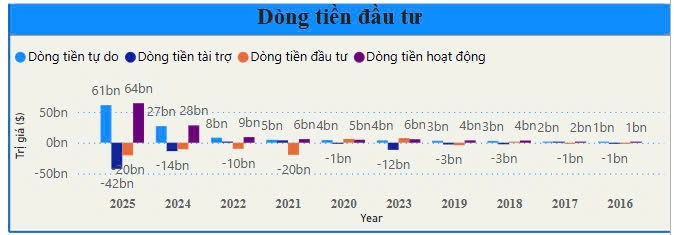 Dòng tiền đầu tư
Dòng tiền tự do Dòng tiền tài trợ Dòng tiền đầu tư Dòng tiền hoạt động
61bn 64bn
27bn 28bn
8bn 9bn 5bn 6bn 4bn 5bn 4bn 6bn 3bn 4bn 3bn 4bn 2bn 2bn 1bn 1bn
50bn
0bn
-50bn
-20bn -14bn -10bn -20bn -1bn -12bn -3bn -3bn -1bn -1bn
-42bn
Trị giá ($)
2025 2024 2022 2021 2020 2023 2019 2018 2017 2016
Year